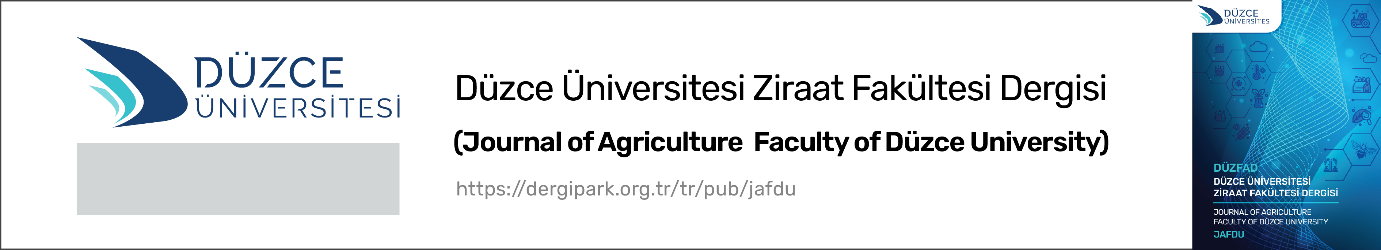 DÜZCE
ÜNİVERSİTESİ
Düzce Üniversitesi Ziraat Fakültesi Dergisi
(Journal of Agriculture Faculty of Düzce University)
https://dergipark.org.tr/tr/pub/jafdu
DÜZCE
ÜNİVERSİTES
DÜZFAD
DÜZCE ÜNİVERSİTESİ
ZİRAAT FAKÜLTESİ DERGİSİ
JOURNAL OF AGRICULTURE
FACULTY OF DÜZCE UNIVERSITY
JAFDU